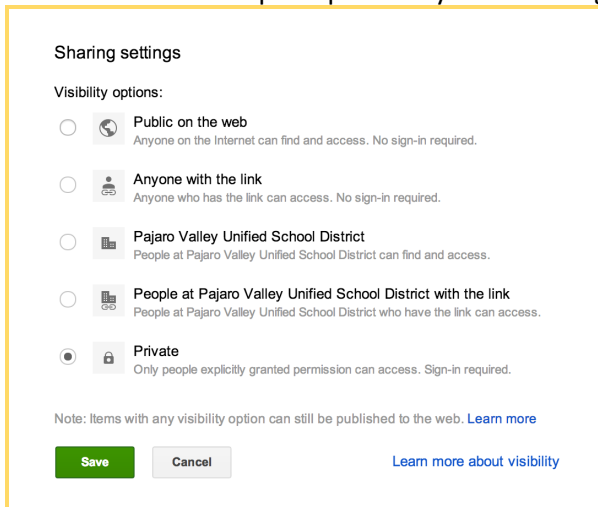 Sharing settings
Visibility options:
Public on the web
Anyone on the Internet can find and access. No sign-in required.
Anyone with the link
Anyone who has the link can access. No sign-in required.
Pajaro Valley Unified School District
People at Pajaro Valley Unified School District can find and access.
People at Pajaro Valley Unified School District with the link
People at Pajaro Valley Unified School District who have the link can access.
Private
Only people explicitly granted permission can access. Sign-in required.
Note: Items with any visibility option can still be published to the web. Learn more
Save Cancel Learn more about visibility